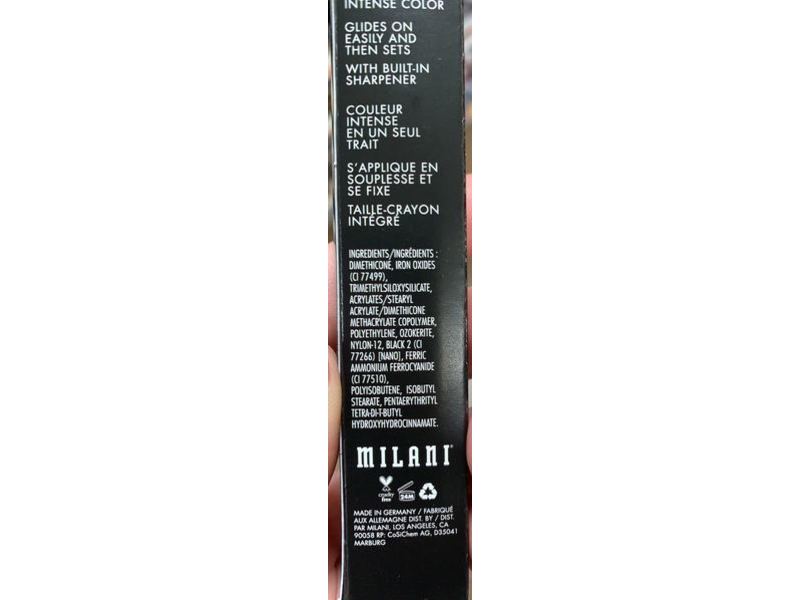 INTENSE COLOR
GLIDES ON
EASILY AND
THEN SETS
WITH BUILT-IN
SHARPENER
COULEUR
INTENSE
EN UN SEUL
TRAIT
S'APPLIQUE EN
SOUPLESSE ET
SE FIXE
TAILLE-CRAYON
INTÉGRÉ
INGREDIENTS/INGRÉDIENTS :
DIMETHICONE, IRON OXIDES
(CI 77499),
TRIMETHYLSILOXYSILICATE,
ACRYLATES/STEARYL
ACRYLATE/DIMETHICONE
METHACRYLATE COPOLYMER,
POLYETHYLENE, OZOKERITE,
NYLON-12, BLACK 2 (CI
77266) [NANO], FERRIC
AMMONIUM FERROCYANIDE
(CI 77510),
POLYISOBUTENE, ISOBUTYL
STEARATE, PENTAERYTHRITYL
TETRA-DI-T-BUTYL
HYDROXYHYDROCINNAMATE.
MILANI®
cruelty
free
24M
MADE IN GERMANY / FABRIQUÉ
AUX ALLEMAGNE DIST. BY / DIST.
PAR MILANI, LOS ANGELES, CA
90058 RP: CoSiChem AG, D35041
MARBURG